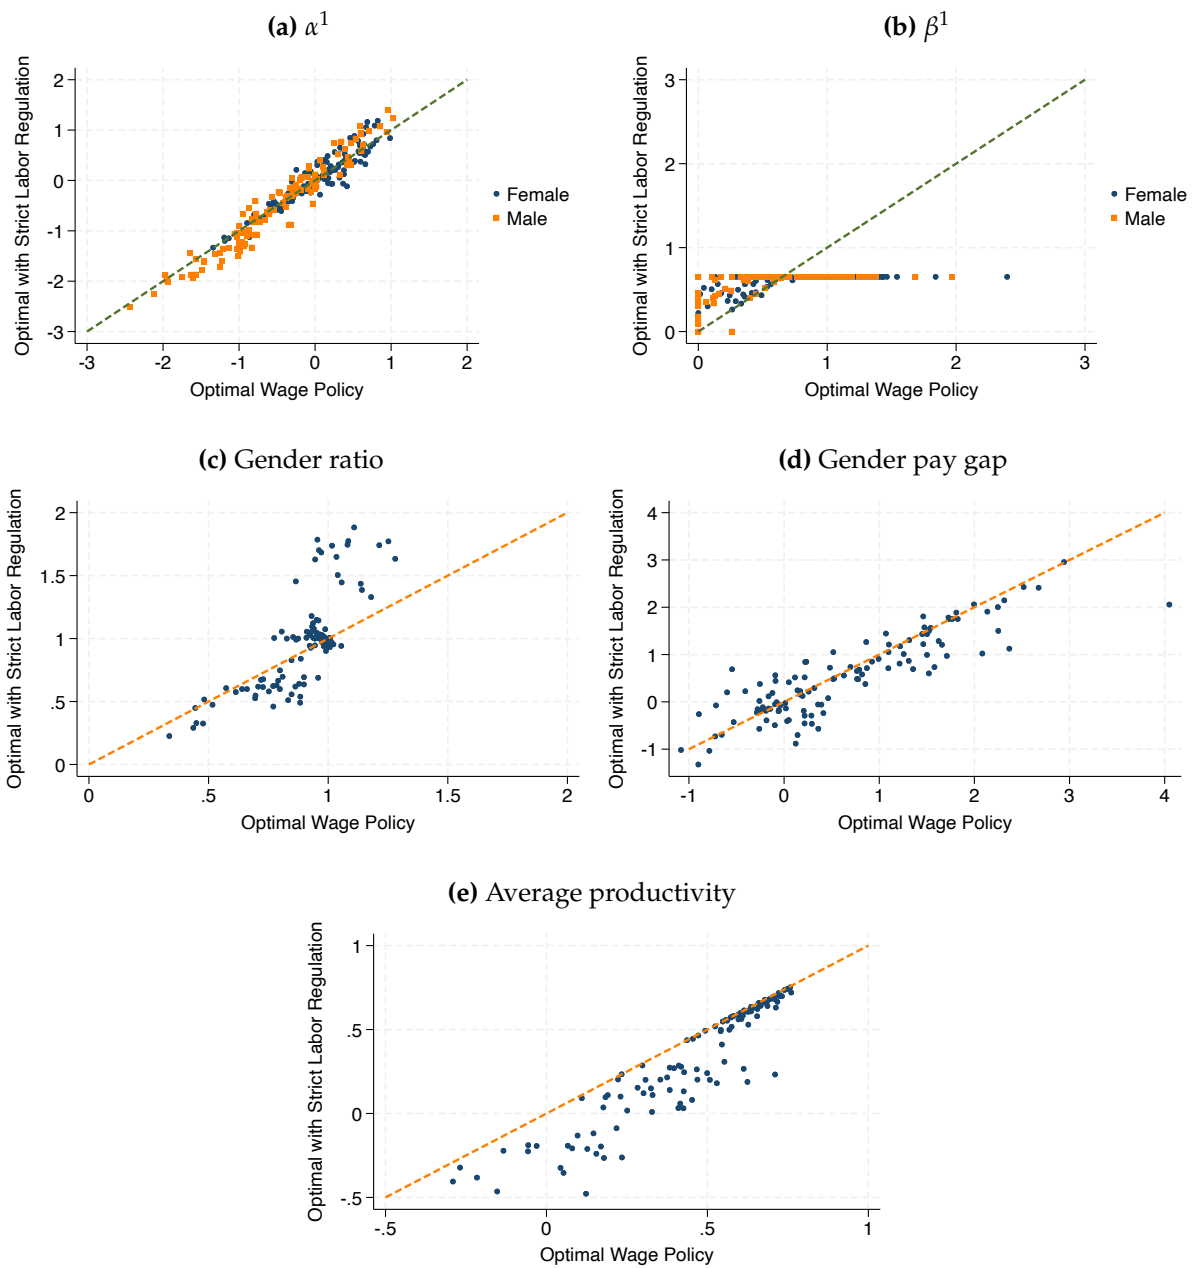 (a) α¹
Optimal with Strict Labor Regulation
2
1
0
-1
-2
-3
-3 -2 -1 0 1 2
Optimal Wage Policy
Female
Male
(b) β¹
Optimal with Strict Labor Regulation
3
2
1
0
0 1 2 3
Optimal Wage Policy
Female
Male
(c) Gender ratio
Optimal with Strict Labor Regulation
2
1.5
1
.5
0
0 .5 1 1.5 2
Optimal Wage Policy
(d) Gender pay gap
Optimal with Strict Labor Regulation
4
3
2
1
0
-1
-1 0 1 2 3 4
Optimal Wage Policy
(e) Average productivity
Optimal with Strict Labor Regulation
1
.5
0
-.5
-.5 0 .5 1
Optimal Wage Policy